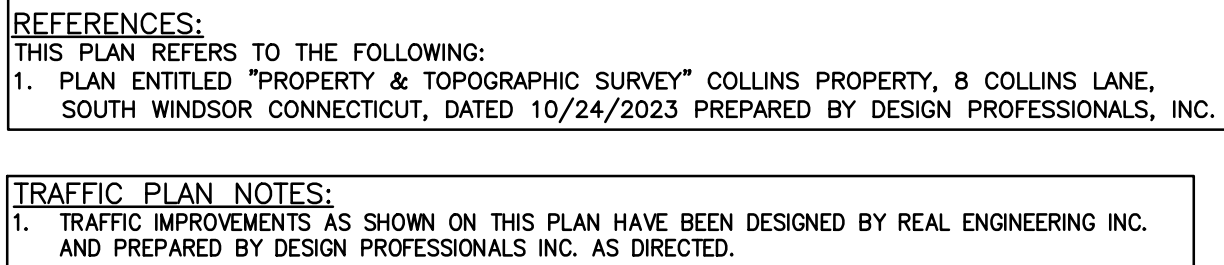 REFERENCES:
THIS PLAN REFERS TO THE FOLLOWING:
1. PLAN ENTITLED "PROPERTY & TOPOGRAPHIC SURVEY" COLLINS PROPERTY, 8 COLLINS LANE,
SOUTH WINDSOR CONNECTICUT, DATED 10/24/2023 PREPARED BY DESIGN PROFESSIONALS, INC.
TRAFFIC PLAN NOTES:
1. TRAFFIC IMPROVEMENTS AS SHOWN ON THIS PLAN HAVE BEEN DESIGNED BY REAL ENGINEERING INC.
AND PREPARED BY DESIGN PROFESSIONALS INC. AS DIRECTED.